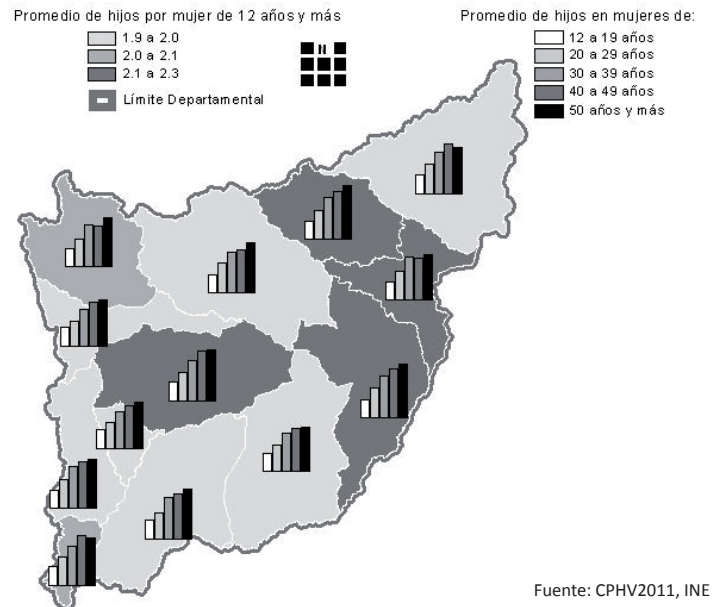 Promedio de hijos por mujer de 12 años y más
1.9 a 2.0
2.0 a 2.1
2.1 a 2.3
Límite Departamental
N
Promedio de hijos en mujeres de:
12 a 19 años
20 a 29 años
30 a 39 años
40 a 49 años
50 años y más
Fuente: CPHV2011, INE